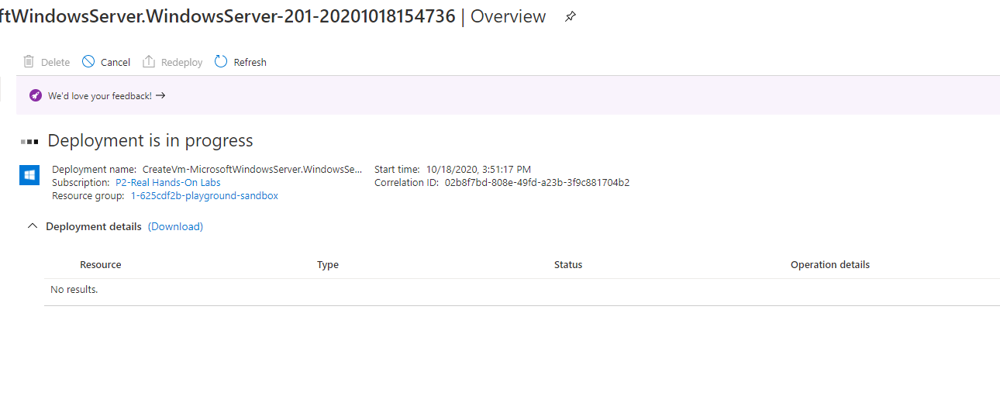 ftWindowsServer.WindowsServer-201-20201018154736 | Overview
Delete Cancel Redeploy Refresh
We'd love your feedback! →
Deployment is in progress
Deployment name: CreateVm-MicrosoftWindowsServer.WindowsSe... Start time: 10/18/2020, 3:51:17 PM
Subscription: P2-Real Hands-On Labs Correlation ID: 02b8f7bd-808e-49fd-a23b-3f9c881704b2
Resource group: 1-625cdf2b-playground-sandbox
Deployment details (Download)
Resource Type Status Operation details
No results.